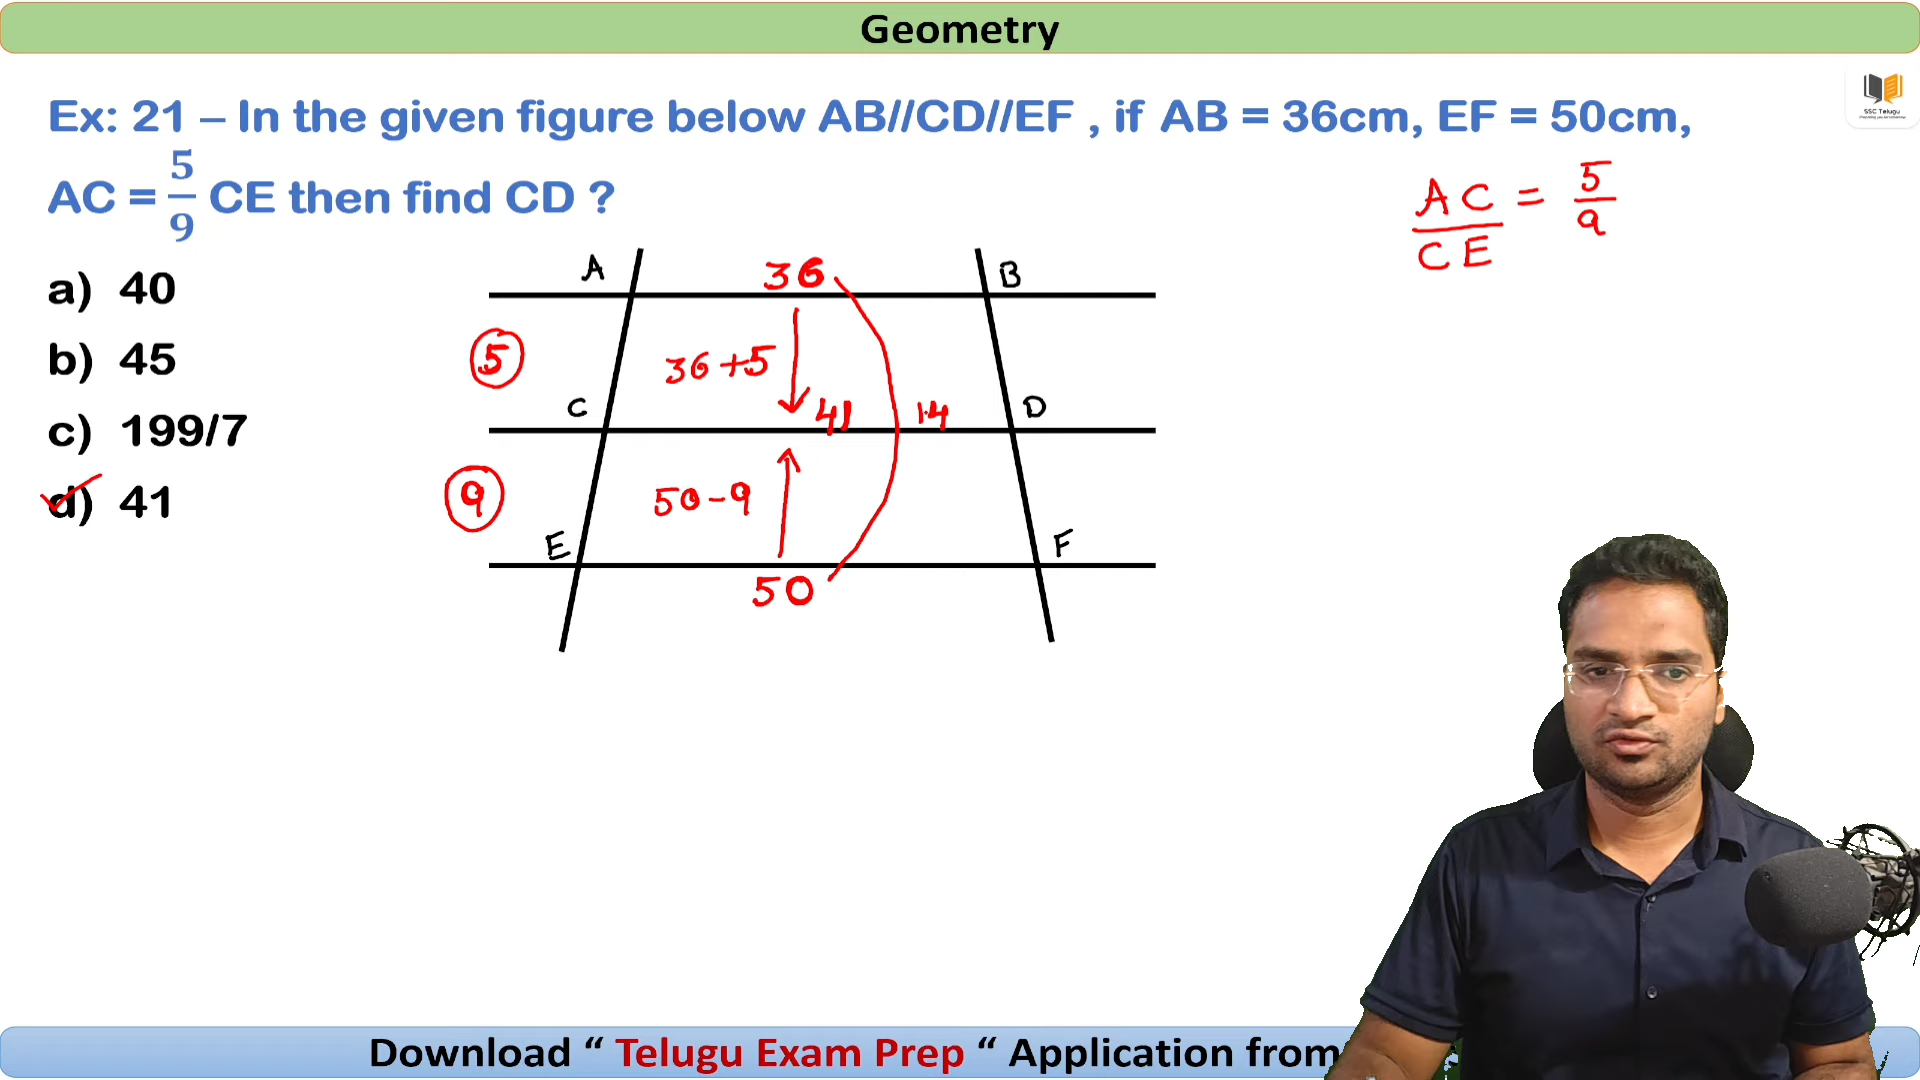 Geometry
SSC Telugu
Ex: 21 – In the given figure below AB//CD//EF , if AB = 36cm, EF = 50cm,
AC = 5/9 CE then find CD ?
AC/CE = 5/9
a) 40
b) 45
c) 199/7
d) 41
A 36 B
5 36+5
C 41 14 D
9 50-9
E F
50
Download “ Telugu Exam Prep “ Application from